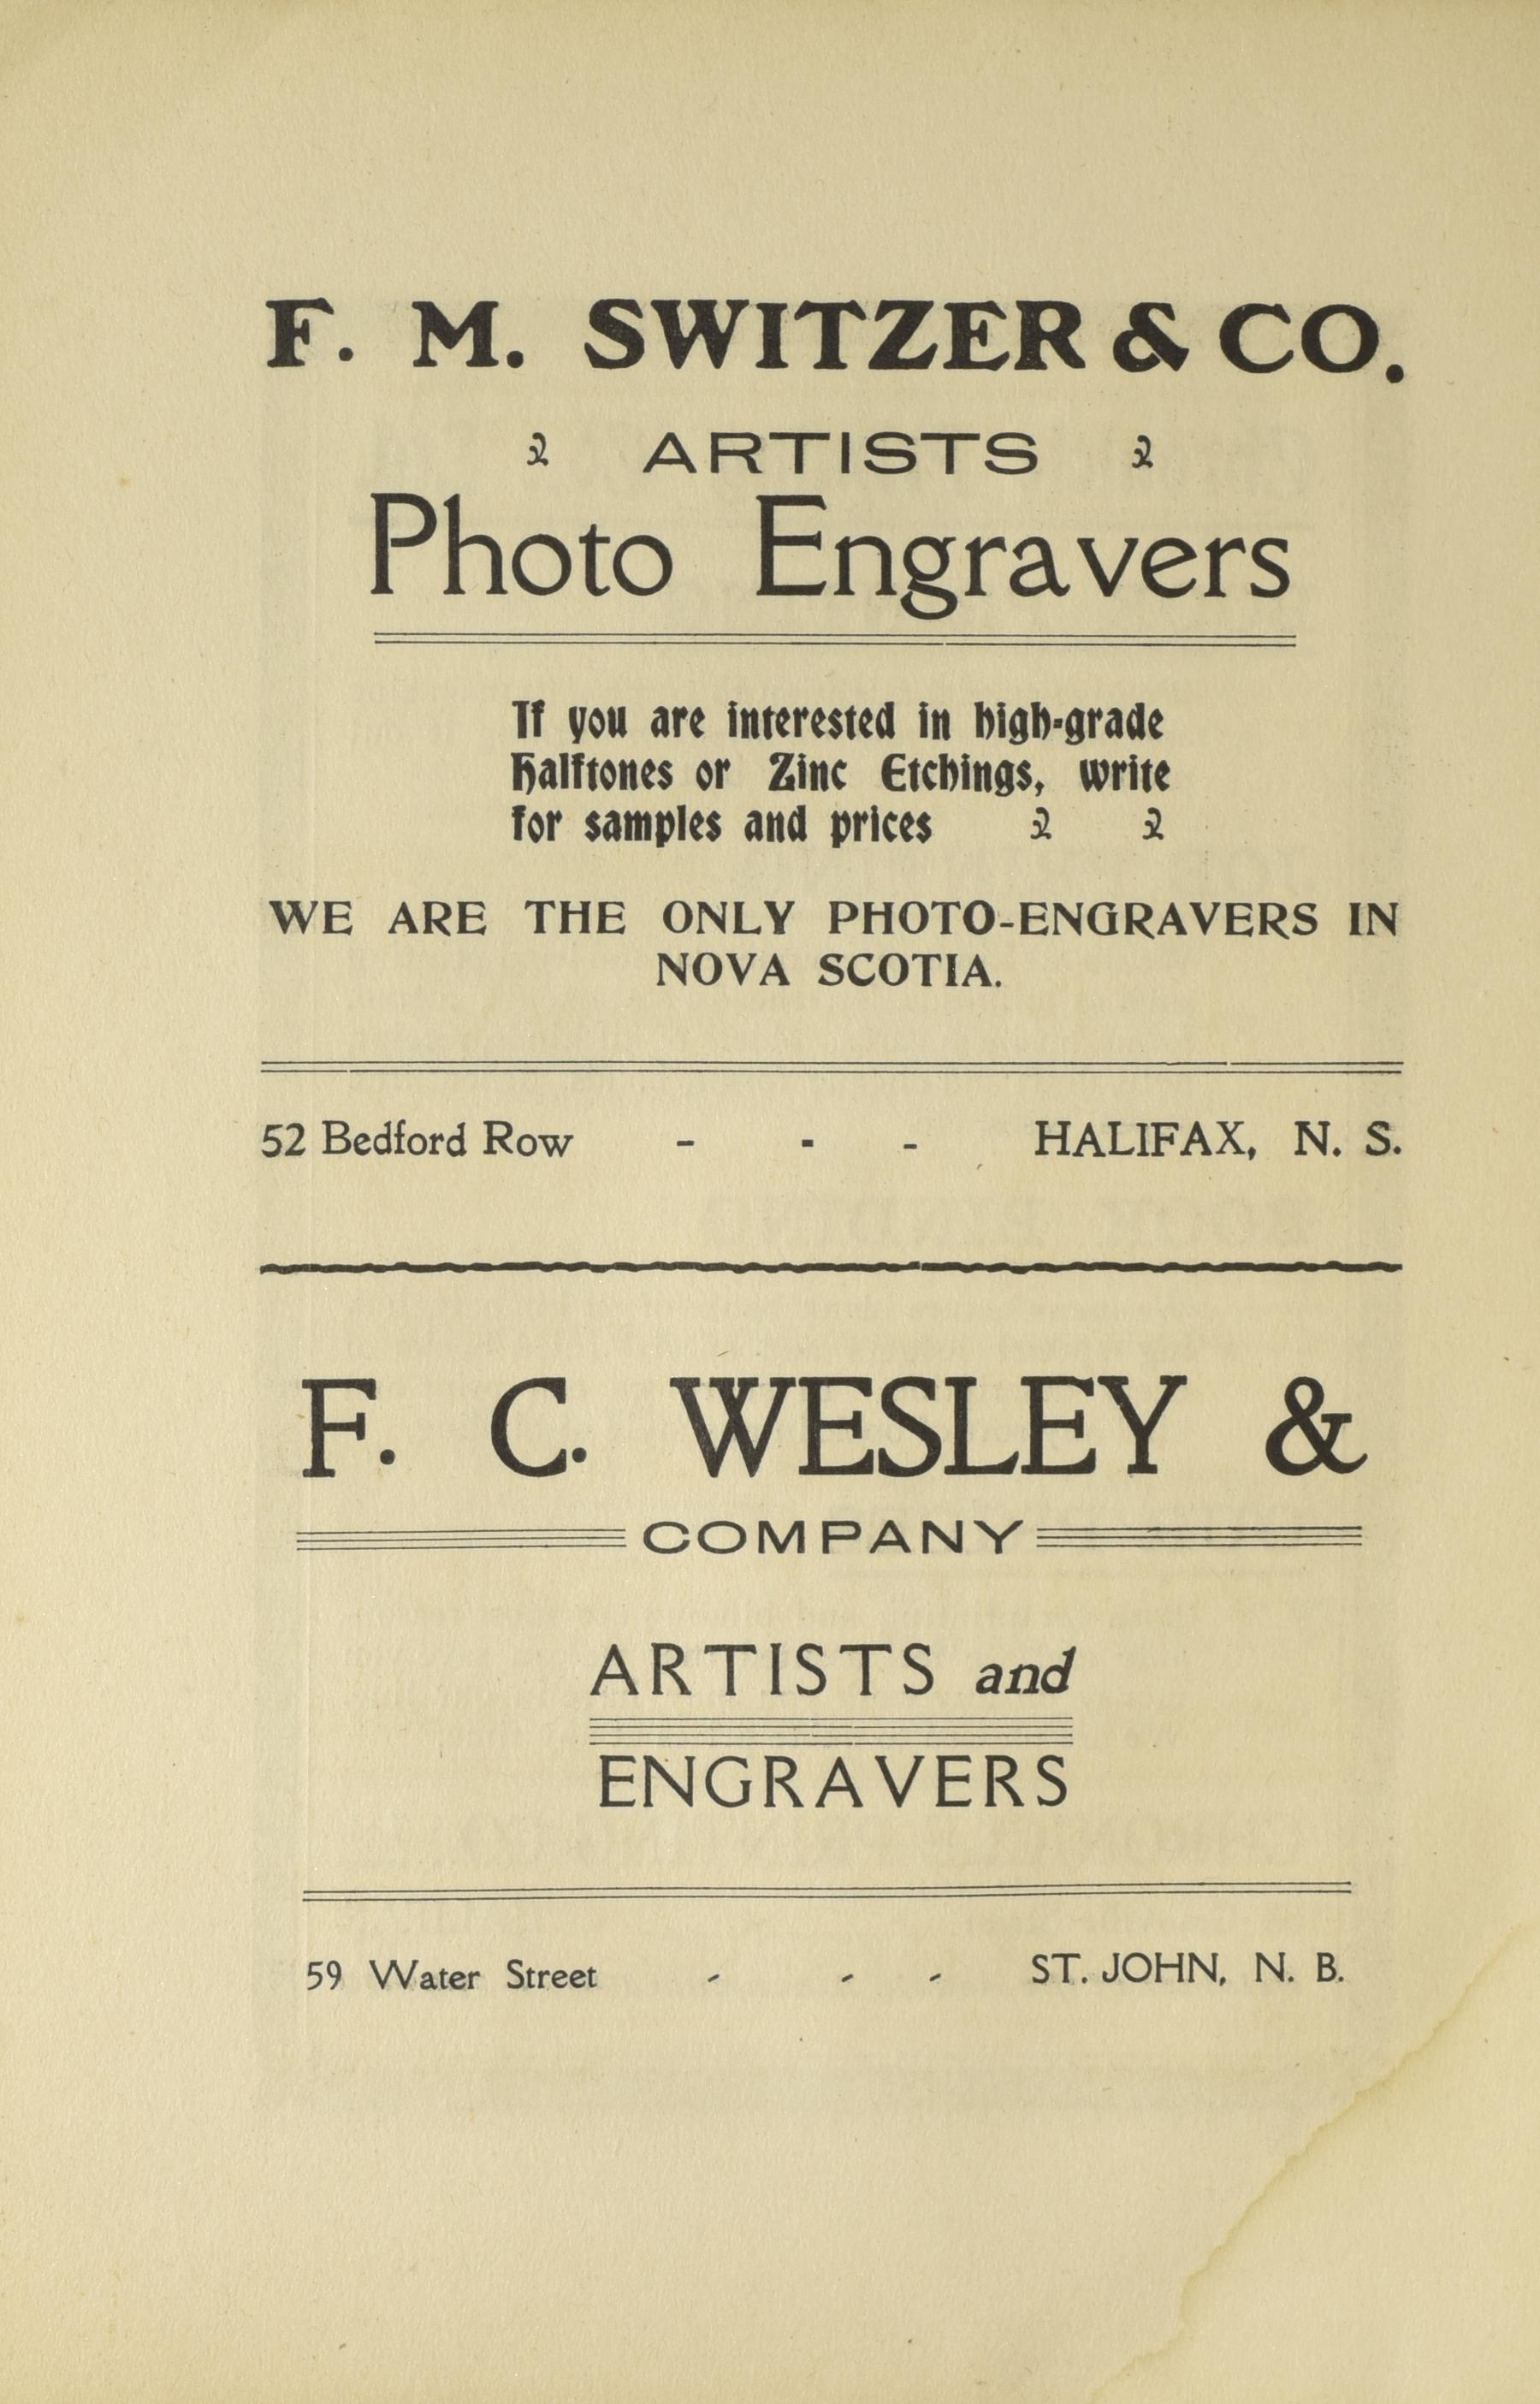 F. M. SWITZER & CO.
ARTISTS
Photo Engravers
If you are interested in high-grade
Halftones or Zinc Etchings, write
for samples and prices
WE ARE THE ONLY PHOTO-ENGRAVERS IN
NOVA SCOTIA.
52 Bedford Row - - - HALIFAX, N. S.
F. C. WESLEY &
COMPANY
ARTISTS and
ENGRAVERS
59 Water Street - - - ST. JOHN, N. B.